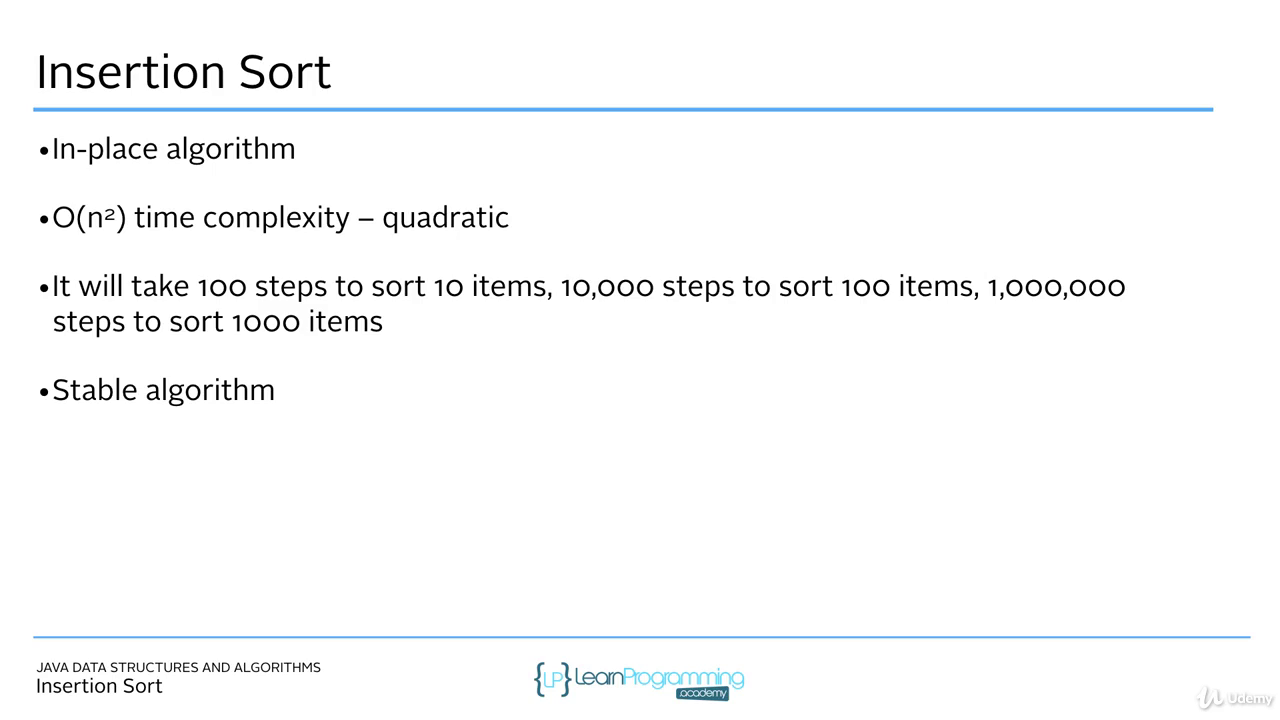 Insertion Sort
•In-place algorithm
•O(n²) time complexity – quadratic
•It will take 100 steps to sort 10 items, 10,000 steps to sort 100 items, 1,000,000
steps to sort 1000 items
•Stable algorithm
JAVA DATA STRUCTURES AND ALGORITHMS
Insertion Sort
{LP} LearnProgramming
.academy
Udemy